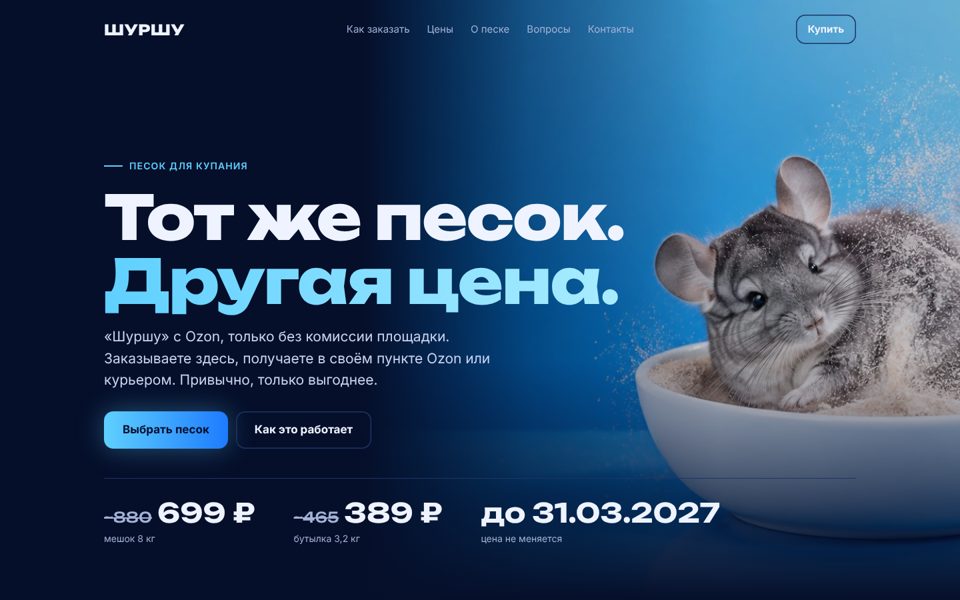 ШУРШУ
Как заказать Цены О песке Вопросы Контакты
Купить
ПЕСОК ДЛЯ КУПАНИЯ
Тот же песок.
Другая цена.
«Шуршу» с Ozon, только без комиссии площадки.
Заказываете здесь, получаете в своём пункте Ozon или
курьером. Привычно, только выгоднее.
Выбрать песок Как это работает
~880 699 ₽ ~465 389 ₽ до 31.03.2027
мешок 8 кг бутылка 3,2 кг цена не меняется